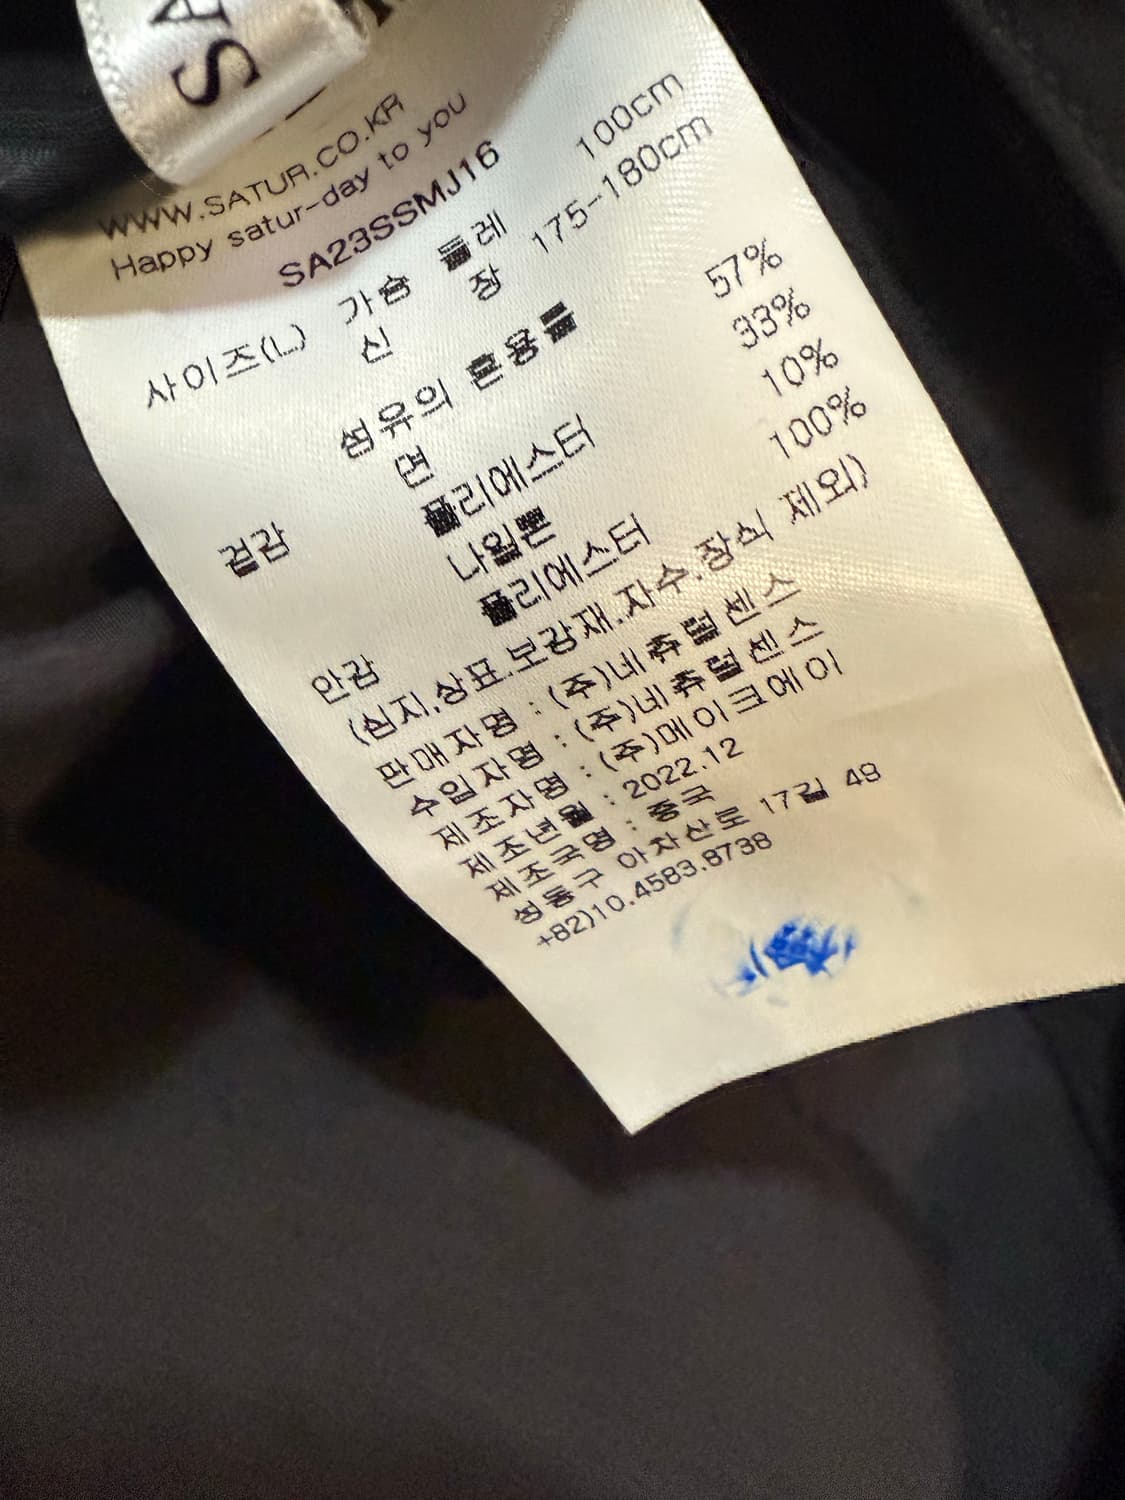 SA
WWW.SATUR.CO.KR
Happy satur-day to you
SA23SSMJ16
사이즈(L) 가슴 둘레 100cm
신 장 175-180cm
섬유의 혼용률
겉감 면 57%
폴리에스터 33%
나일론 10%
안감 폴리에스터 100%
(심지.상표.보강재.자수.장식 제외)
판매자명 : (주)네츄럴센스
수입자명 : (주)네츄럴센스
제조자명 : (주)메이크에이
제조년월 : 2022.12
제조국명 : 중국
성동구 아차산로 17길 49
+82)10.4583.8738